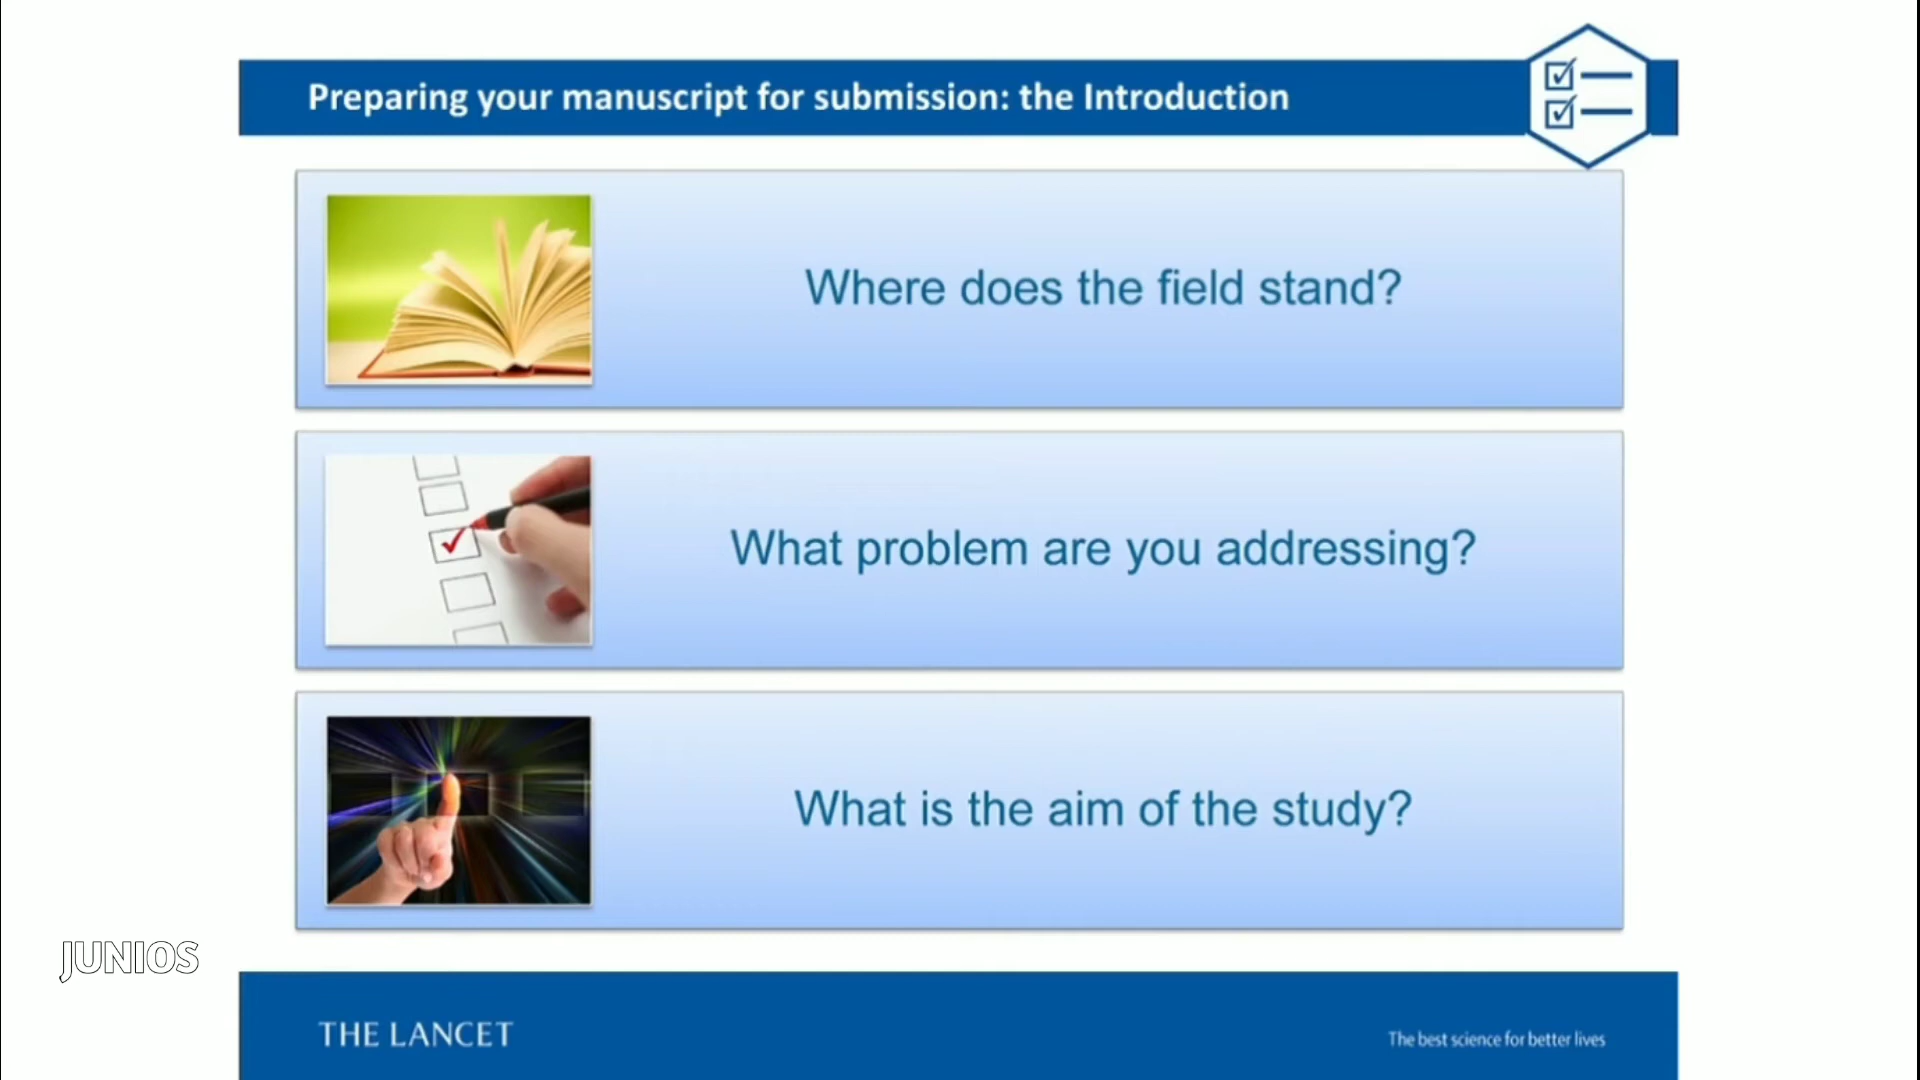 Preparing your manuscript for submission: the Introduction
Where does the field stand?
What problem are you addressing?
What is the aim of the study?
JUNIOS
THE LANCET
The best science for better lives